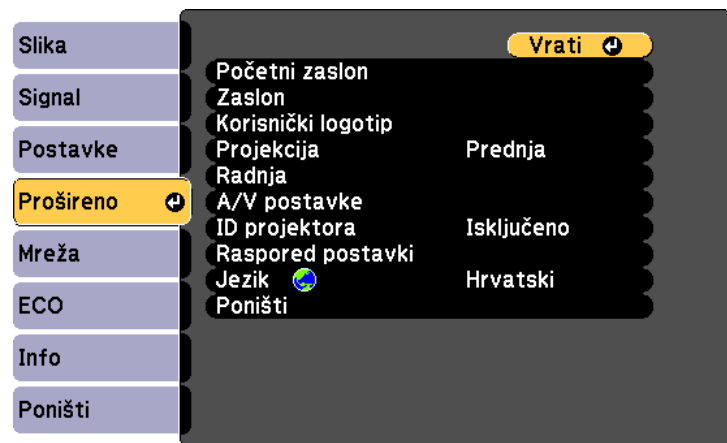 Slika
Signal
Postavke
Prošireno
Mreža
ECO
Info
Poništi
Vrati
Početni zaslon
Zaslon
Korisnički logotip
Projekcija Prednja
Radnja
A/V postavke
ID projektora Isključeno
Raspored postavki
Jezik Hrvatski
Poništi